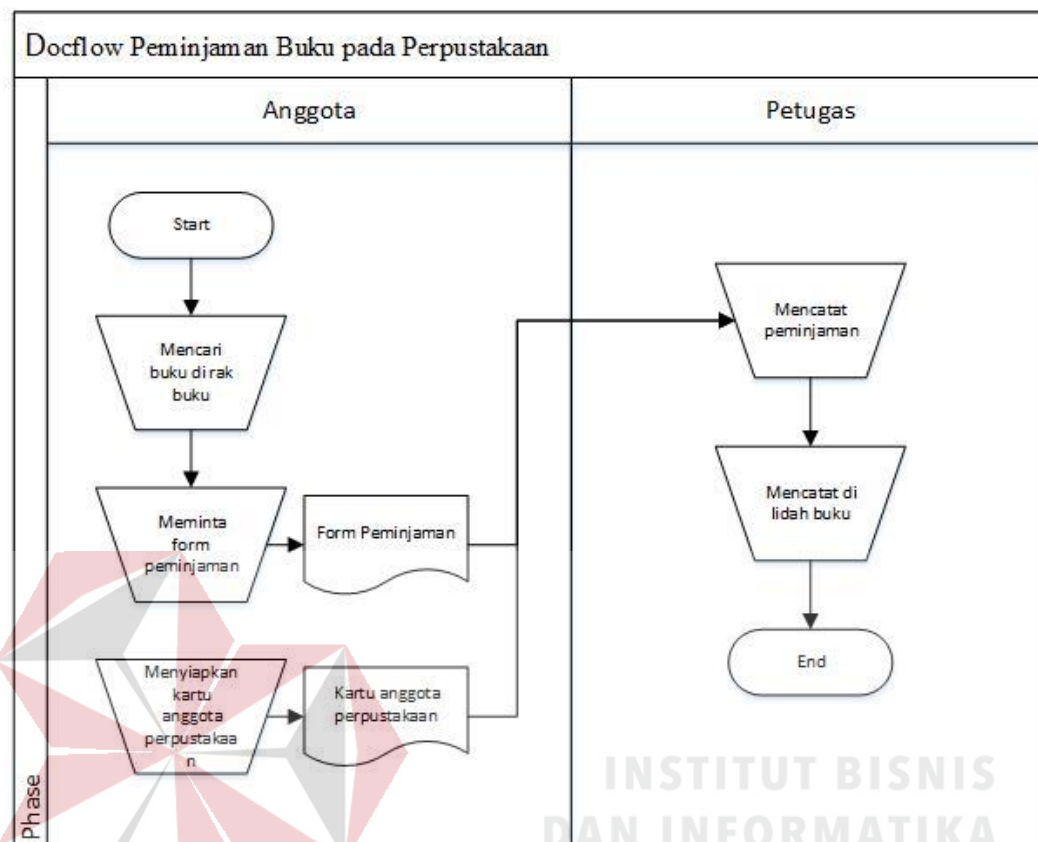 Docflow Peminjaman Buku pada Perpustakaan
Anggota
Petugas
Start
Mencari
buku di rak
buku
Meminta
form
peminjaman
Form Peminjaman
Menyiapkan
kartu
anggota
perpustakaa
n
Kartu anggota
perpustakaan
Mencatat
peminjaman
Mencatat di
lidah buku
End
Phase
INSTITUT BISNIS
DAN INFORMATIKA